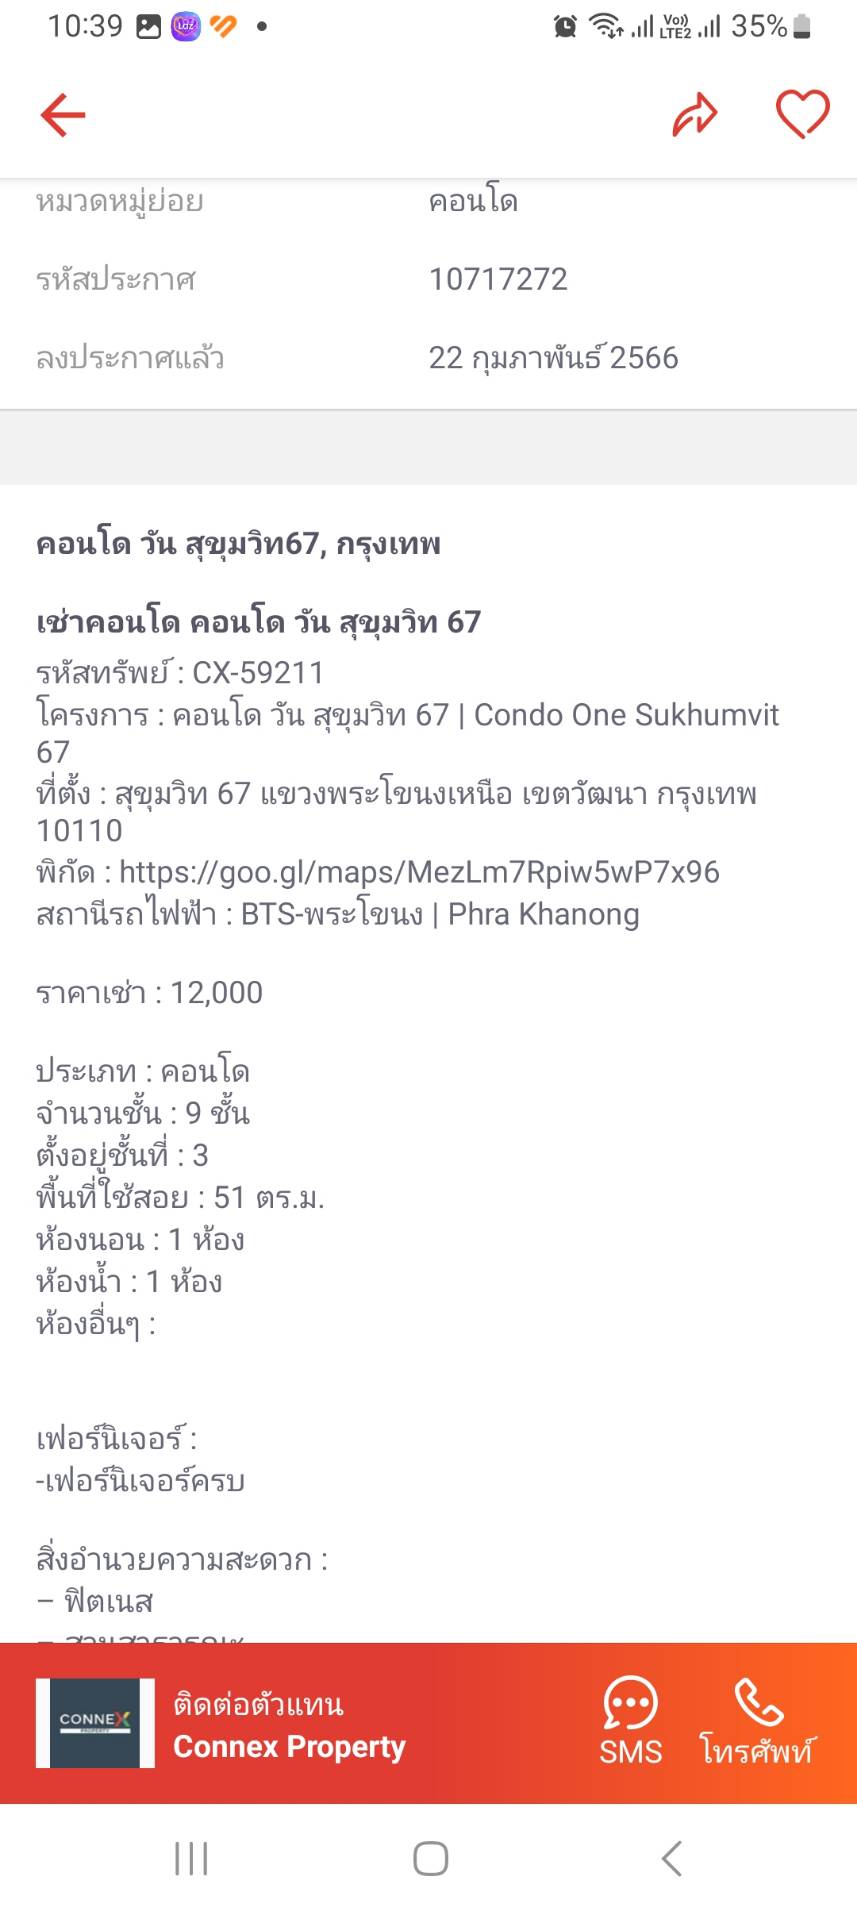 10:39 Laz Vo)) LTE2 35%
หมวดหมู่ย่อย คอนโด
รหัสประกาศ 10717272
ลงประกาศแล้ว 22 กุมภาพันธ์ 2566
คอนโด วัน สุขุมวิท67, กรุงเทพ
เช่าคอนโด คอนโด วัน สุขุมวิท 67
รหัสทรัพย์ : CX-59211
โครงการ : คอนโด วัน สุขุมวิท 67 | Condo One Sukhumvit
67
ที่ตั้ง : สุขุมวิท 67 แขวงพระโขนงเหนือ เขตวัฒนา กรุงเทพ
10110
พิกัด : https://goo.gl/maps/MezLm7Rpiw5wP7x96
สถานีรถไฟฟ้า : BTS-พระโขนง | Phra Khanong
ราคาเช่า : 12,000
ประเภท : คอนโด
จำนวนชั้น : 9 ชั้น
ตั้งอยู่ชั้นที่ : 3
พื้นที่ใช้สอย : 51 ตร.ม.
ห้องนอน : 1 ห้อง
ห้องน้ำ : 1 ห้อง
ห้องอื่นๆ :
เฟอร์นิเจอร์ :
-เฟอร์นิเจอร์ครบ
สิ่งอำนวยความสะดวก :
– ฟิตเนส
– สวนสาธารณะ
CONNEX
PROPERTY
ติดต่อตัวแทน
Connex Property
SMS
โทรศัพท์